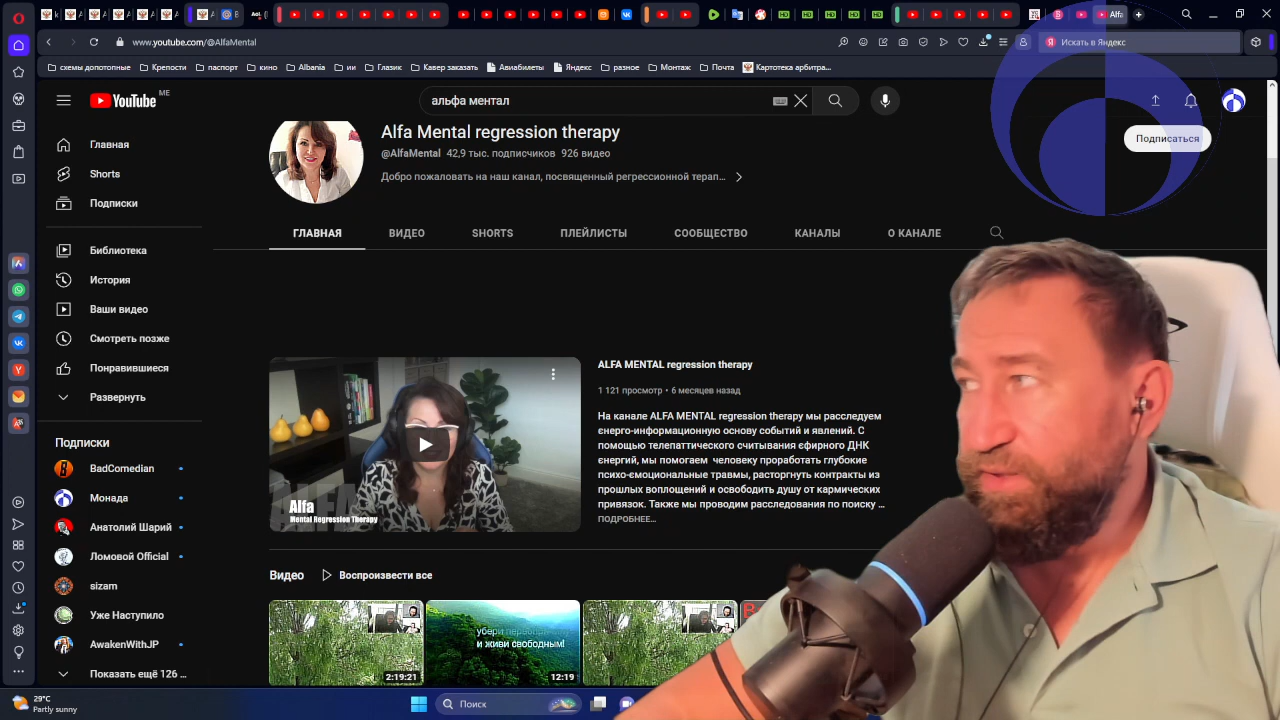 Alfa
www.youtube.com/@AlfaMental
Искать в Яндекс
схемы допотопные
Крепости
паспорт
кино
Albania
ии
Глазик
Кавер заказать
Авиабилеты
Яндекс
разное
Монтаж
Почта
Картотека арбитра...
YouTube
ME
альфа ментал
Главная
Shorts
Подписки
Библиотека
История
Ваши видео
Смотреть позже
Понравившиеся
Развернуть
Подписки
BadComedian
Монада
Анатолий Шарий
Ломовой Official
sizam
Уже Наступило
AwakenWithJP
Показать ещё 126 ...
Alfa Mental regression therapy
@AlfaMental 42,9 тыс. подписчиков 926 видео
Добро пожаловать на наш канал, посвященный регрессионной терап...
Подписаться
ГЛАВНАЯ
ВИДЕО
SHORTS
ПЛЕЙЛИСТЫ
СООБЩЕСТВО
КАНАЛЫ
О КАНАЛЕ
Alfa
Mental Regression Therapy
ALFA MENTAL regression therapy
1 121 просмотр • 6 месяцев назад
На канале ALFA MENTAL regression therapy мы расследуем
єнерго-информационную основу событий и явлений. С
помощью телепаттического считывания єфирного ДНК
єнергий, мы помогаем человеку проработать глубокие
психо-емоциональные травмы, расторгнуть контракты из
прошлых воплощений и освободить душу от кармических
привязок. Также мы проводим расследования по поиску ...
ПОДРОБНЕЕ...
Видео
Воспроизвести все
2:19:21
убери
и живи свободным!
12:19
29°C
Partly sunny
Поиск